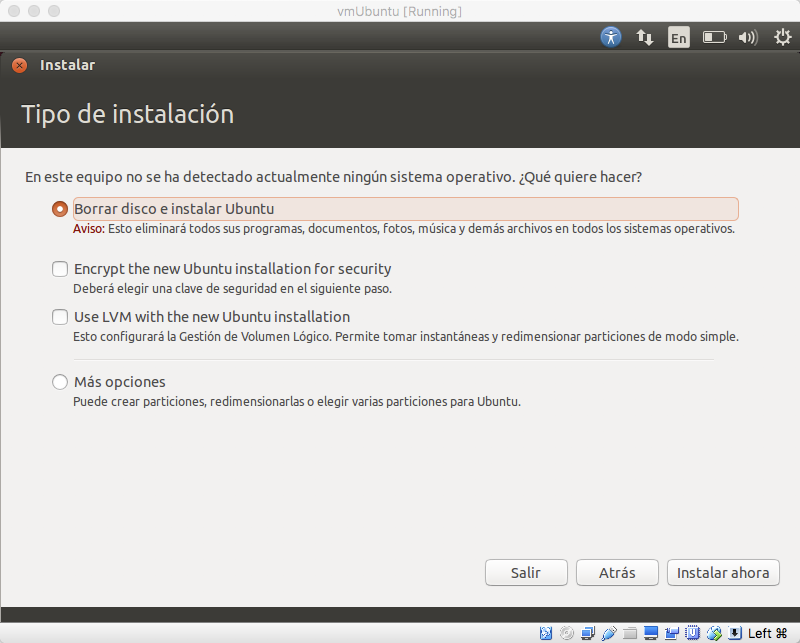 vmUbuntu [Running]
En
Instalar
Tipo de instalación
En este equipo no se ha detectado actualmente ningún sistema operativo. ¿Qué quiere hacer?
Borrar disco e instalar Ubuntu
Aviso: Esto eliminará todos sus programas, documentos, fotos, música y demás archivos en todos los sistemas operativos.
Encrypt the new Ubuntu installation for security
Deberá elegir una clave de seguridad en el siguiente paso.
Use LVM with the new Ubuntu installation
Esto configurará la Gestión de Volumen Lógico. Permite tomar instantáneas y redimensionar particiones de modo simple.
Más opciones
Puede crear particiones, redimensionarlas o elegir varias particiones para Ubuntu.
Salir Atrás Instalar ahora
Left ⌘